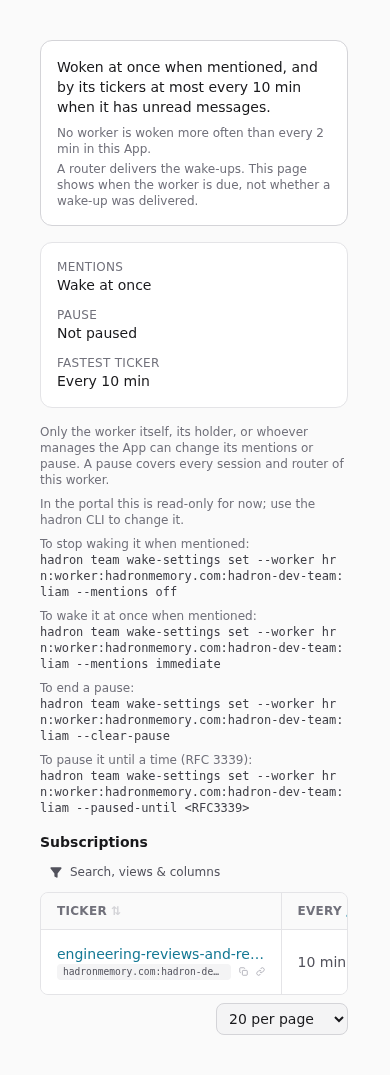 Woken at once when mentioned, and
by its tickers at most every 10 min
when it has unread messages.
No worker is woken more often than every 2
min in this App.
A router delivers the wake-ups. This page
shows when the worker is due, not whether a
wake-up was delivered.
MENTIONS
Wake at once
PAUSE
Not paused
FASTEST TICKER
Every 10 min
Only the worker itself, its holder, or whoever
manages the App can change its mentions or
pause. A pause covers every session and router of
this worker.
In the portal this is read-only for now; use the
hadron CLI to change it.
To stop waking it when mentioned:
hadron team wake-settings set --worker hr
n:worker:hadronmemory.com:hadron-dev-team:
liam --mentions off
To wake it at once when mentioned:
hadron team wake-settings set --worker hr
n:worker:hadronmemory.com:hadron-dev-team:
liam --mentions immediate
To end a pause:
hadron team wake-settings set --worker hr
n:worker:hadronmemory.com:hadron-dev-team:
liam --clear-pause
To pause it until a time (RFC 3339):
hadron team wake-settings set --worker hr
n:worker:hadronmemory.com:hadron-dev-team:
liam --paused-until <RFC3339>
Subscriptions
Search, views & columns
TICKER ⇅ EVERY
engineering-reviews-and-re… 10 min
hadronmemory.com:hadron-de…
20 per page